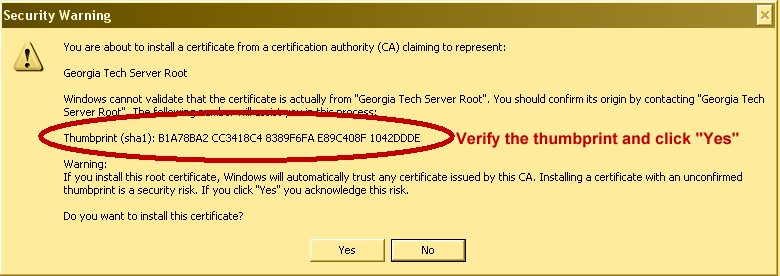 Security Warning
You are about to install a certificate from a certification authority (CA) claiming to represent:
Georgia Tech Server Root
Windows cannot validate that the certificate is actually from "Georgia Tech Server Root". You should confirm its origin by contacting "Georgia Tech
Server Root". The following number will assist you in this process:
Thumbprint (sha1): B1A78BA2 CC3418C4 8389F6FA E89C408F 1042DDDE
Verify the thumbprint and click "Yes"
Warning:
If you install this root certificate, Windows will automatically trust any certificate issued by this CA. Installing a certificate with an unconfirmed
thumbprint is a security risk. If you click "Yes" you acknowledge this risk.
Do you want to install this certificate?
Yes
No